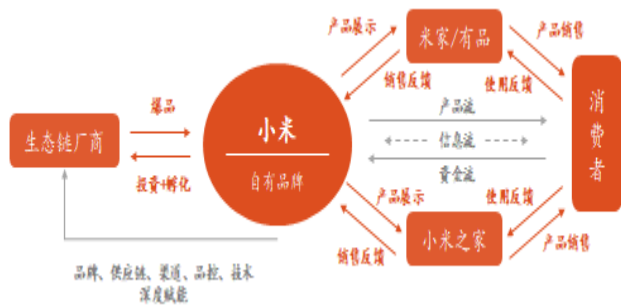 产品展示
米家/有品
产品销售
销售反馈
使用反馈
爆品
生态链厂商
投资+孵化
小米
自有品牌
产品流
信息流
资金流
消费者
产品展示
使用反馈
小米之家
销售反馈
产品销售
品牌、供应链、渠道、品控、技术
深度赋能